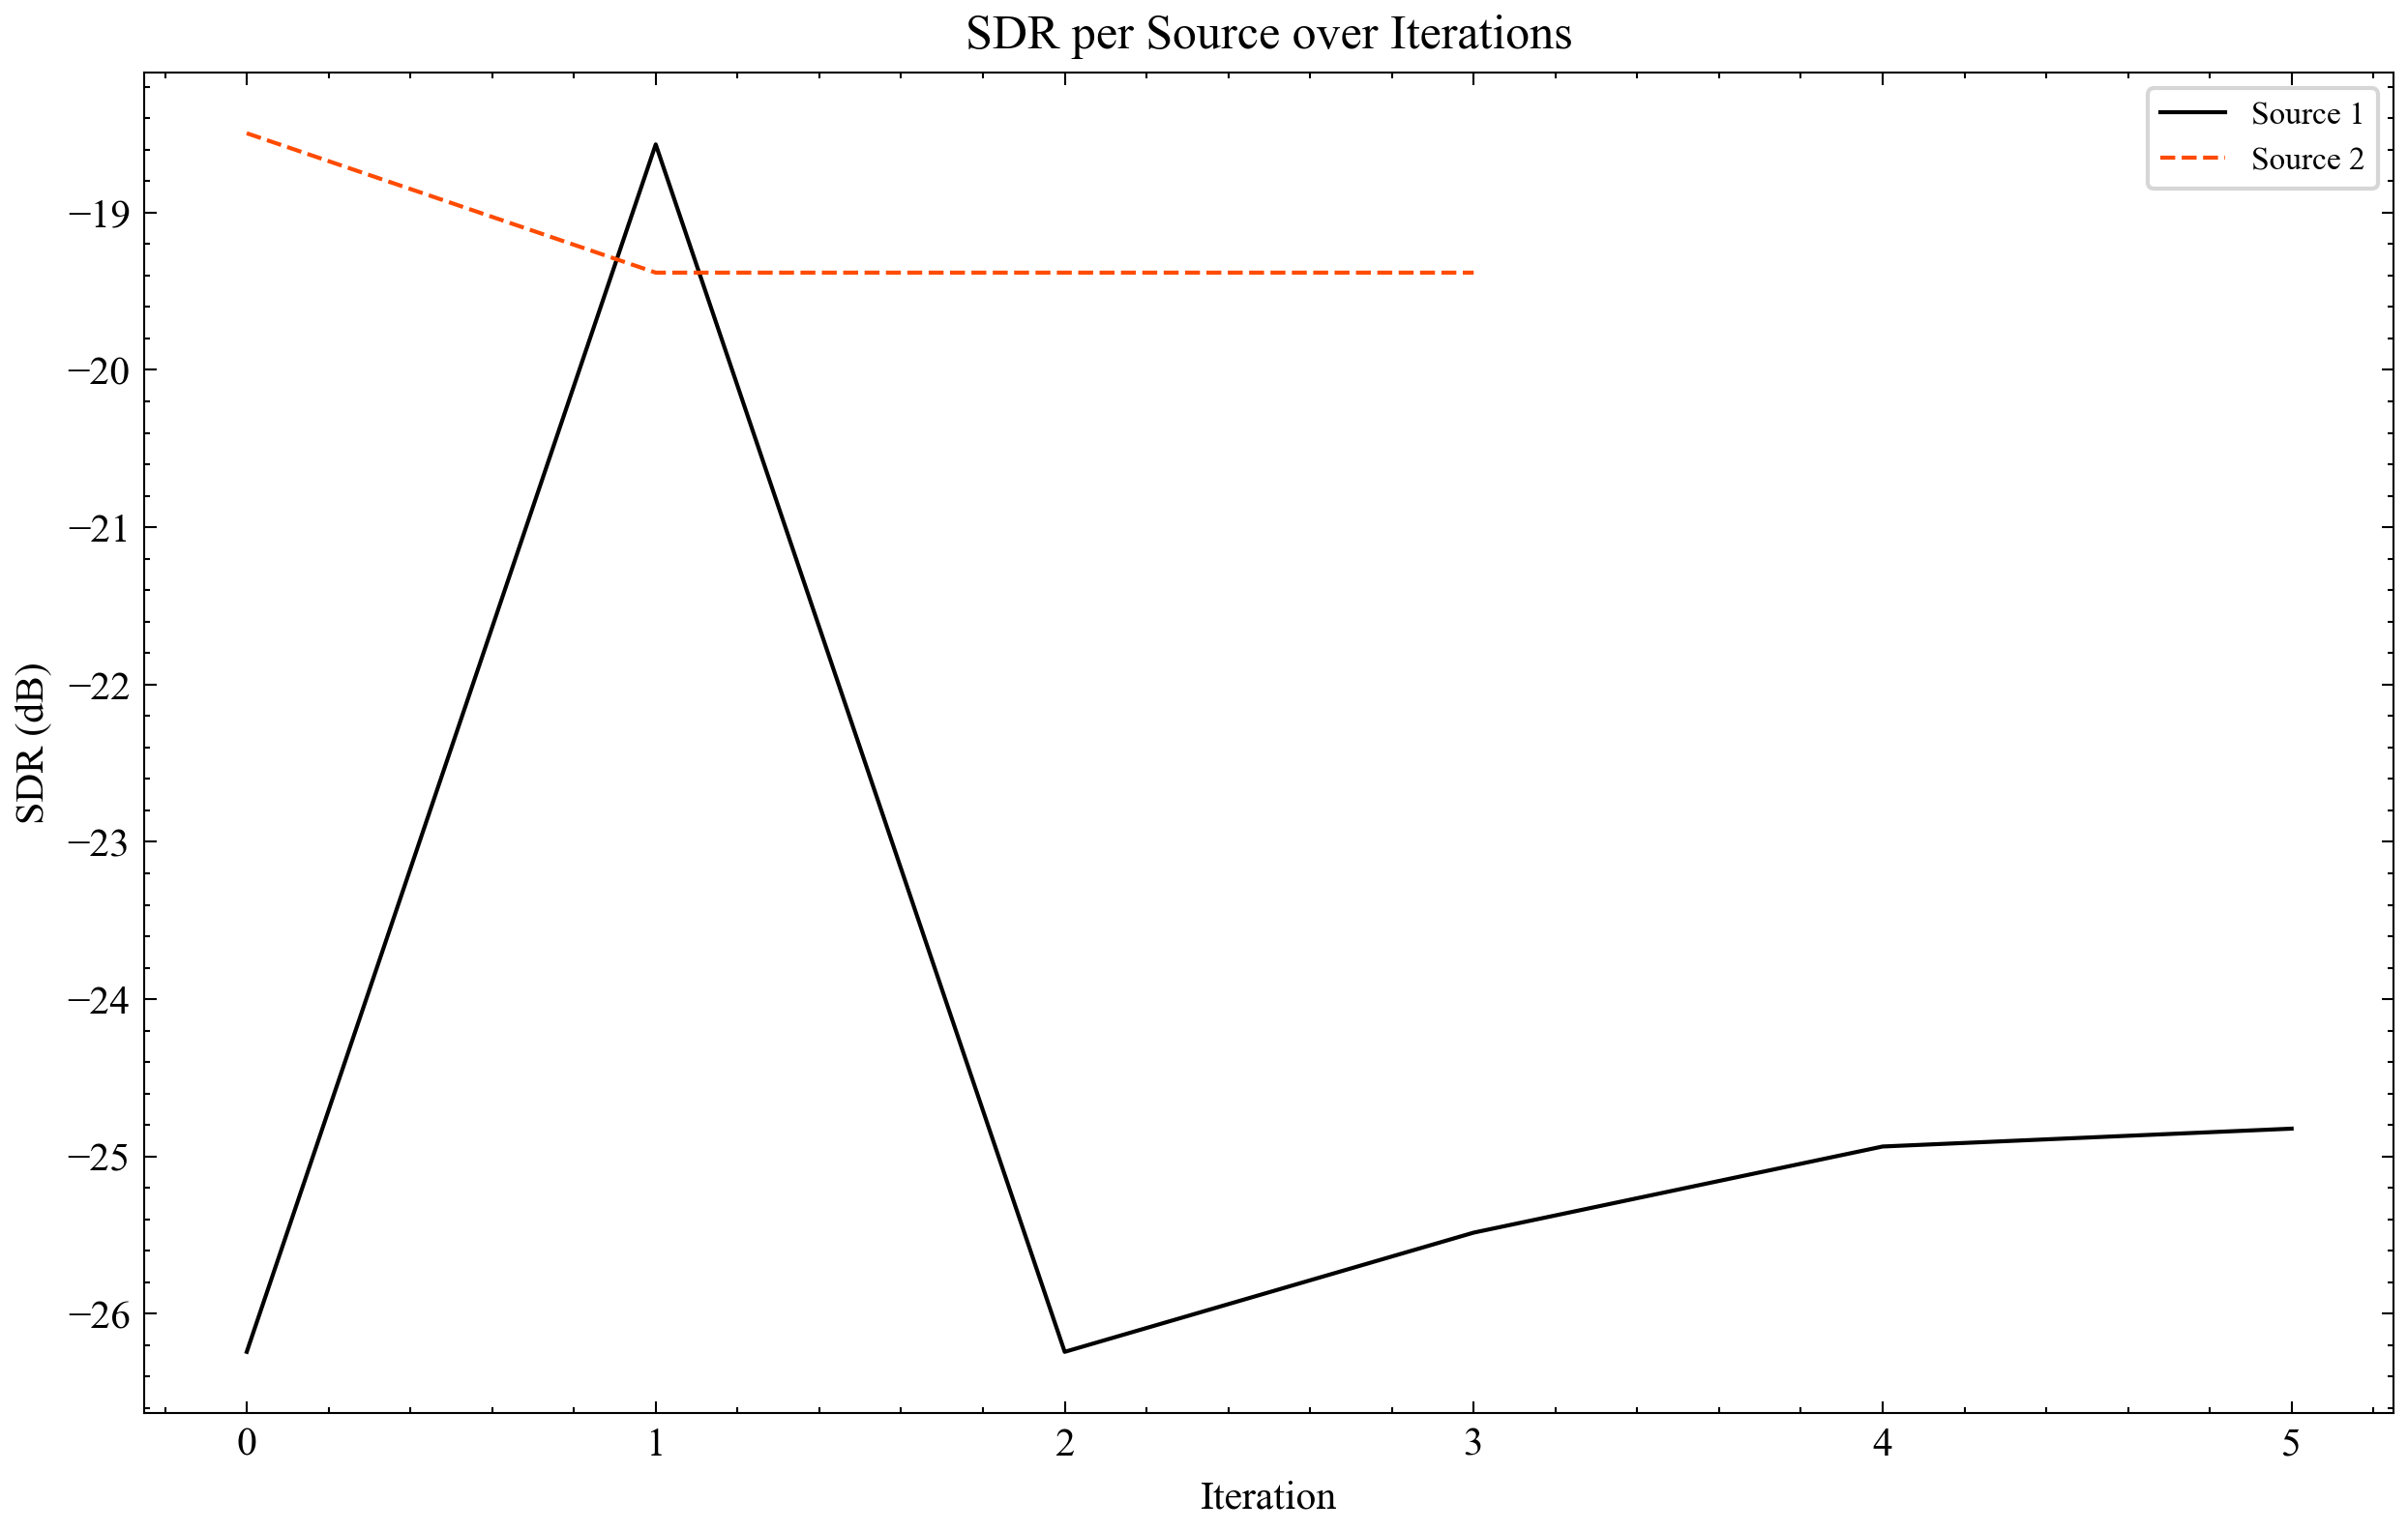 SDR per Source over Iterations
Source 1
Source 2
−19
−20
−21
−22
−23
−24
−25
−26
SDR (dB)
0 1 2 3 4 5
Iteration